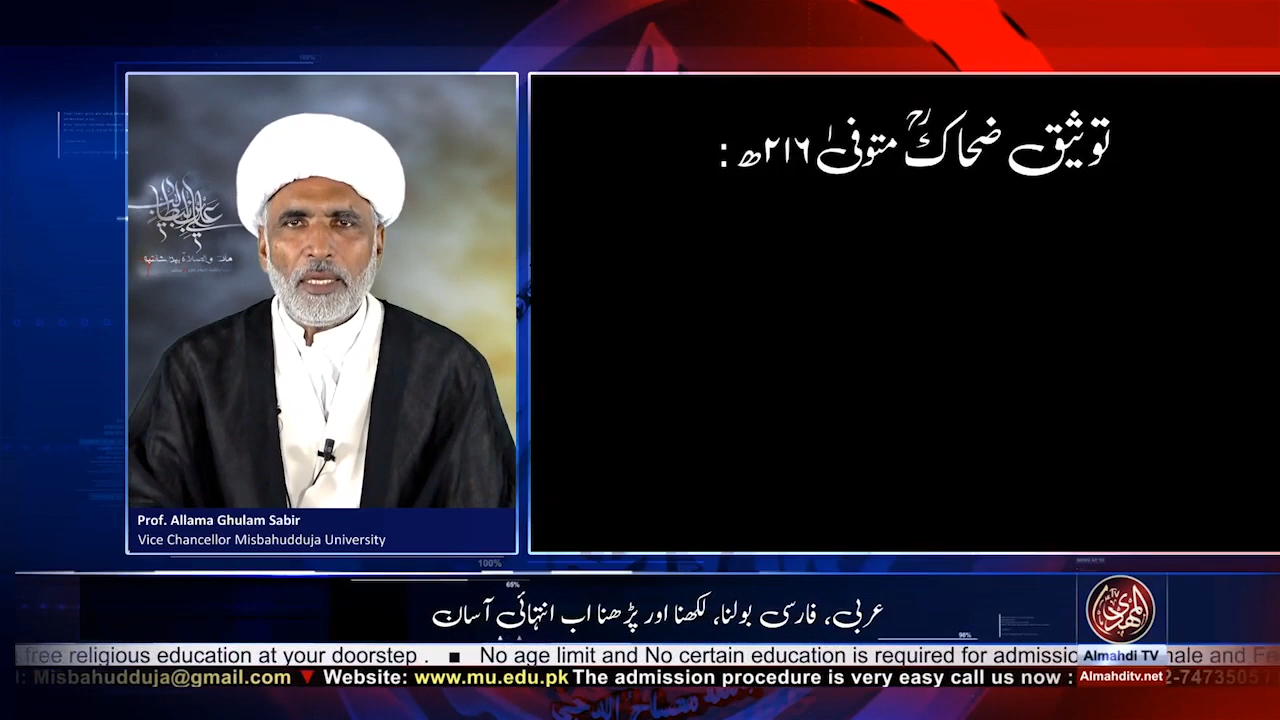 توثیق ضحاکؒ متوفیٰ ۲۱۶ھ :
Prof. Allama Ghulam Sabir
Vice Chancellor Misbahudduja University
100%
65%
عربی، فارسی بولنا، لکھنا اور پڑھنا اب انتہائی آسان
98%
free religious education at your doorstep . ■ No age limit and No certain education is required for
Almahdi TV
Misbahudduja@gmail.com ▼ Website: www.mu.edu.pk The admission procedure is very easy call us now :
Almahditv.net